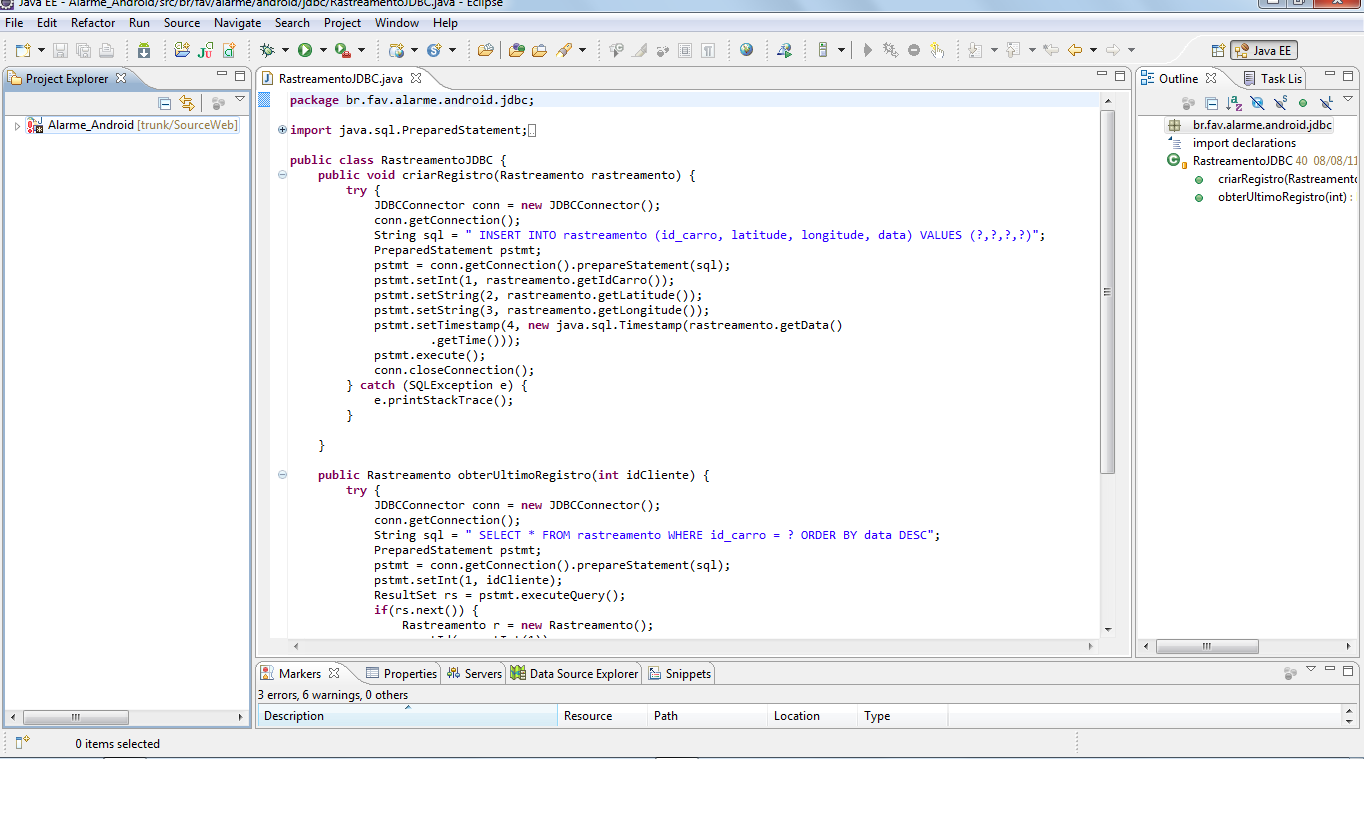 Java EE - Alarme_Android/src/br/fav/alarme/android/jdbc/RastreamentoJDBC.java - Eclipse
File Edit Refactor Run Source Navigate Search Project Window Help
Java EE
Project Explorer
Alarme_Android [trunk/SourceWeb]
RastreamentoJDBC.java
package br.fav.alarme.android.jdbc;
import java.sql.PreparedStatement;
public class RastreamentoJDBC {
public void criarRegistro(Rastreamento rastreamento) {
try {
JDBCConnector conn = new JDBCConnector();
conn.getConnection();
String sql = " INSERT INTO rastreamento (id_carro, latitude, longitude, data) VALUES (?,?,?,?)";
PreparedStatement pstmt;
pstmt = conn.getConnection().prepareStatement(sql);
pstmt.setInt(1, rastreamento.getIdCarro());
pstmt.setString(2, rastreamento.getLatitude());
pstmt.setString(3, rastreamento.getLongitude());
pstmt.setTimestamp(4, new java.sql.Timestamp(rastreamento.getData()
.getTime()));
pstmt.execute();
conn.closeConnection();
} catch (SQLException e) {
e.printStackTrace();
}
}
public Rastreamento obterUltimoRegistro(int idCliente) {
try {
JDBCConnector conn = new JDBCConnector();
conn.getConnection();
String sql = " SELECT * FROM rastreamento WHERE id_carro = ? ORDER BY data DESC";
PreparedStatement pstmt;
pstmt = conn.getConnection().prepareStatement(sql);
pstmt.setInt(1, idCliente);
ResultSet rs = pstmt.executeQuery();
if(rs.next()) {
Rastreamento r = new Rastreamento();
Outline Task Lis
br.fav.alarme.android.jdbc
import declarations
RastreamentoJDBC 40 08/08/11
criarRegistro(Rastreamento
obterUltimoRegistro(int) :
Markers Properties Servers Data Source Explorer Snippets
3 errors, 6 warnings, 0 others
Description Resource Path Location Type
0 items selected